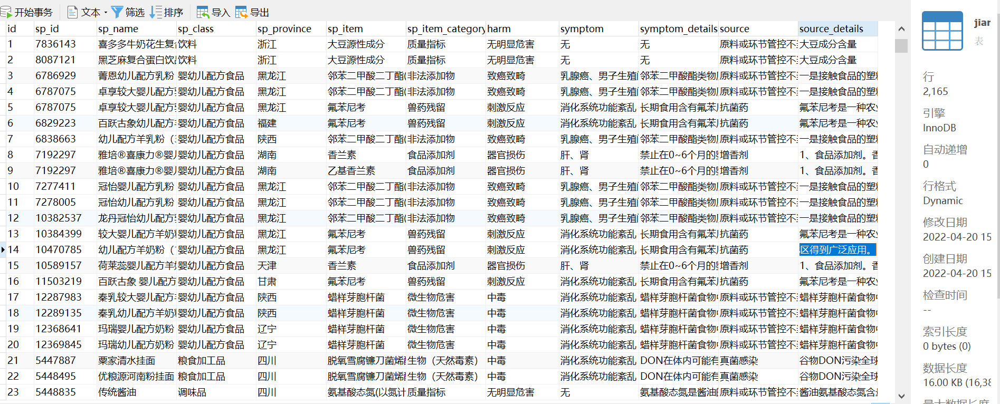 开始事务 文本 筛选 排序 导入 导出
id sp_id sp_name sp_class sp_province sp_item sp_item_category harm symptom symptom_details source source_details
1 7836143 喜多多牛奶花生复合 饮料 浙江 大豆源性成分 质量指标 无明显危害 无 无 原料或环节管控不当 大豆成分含量
2 8087121 黑芝麻复合蛋白饮品 饮料 浙江 大豆源性成分 质量指标 无明显危害 无 无 原料或环节管控不当 大豆成分含量
3 6786929 菁恩幼儿配方乳粉 婴幼儿配方食品 黑龙江 邻苯二甲酸二丁酯( 非法添加物 致癌致畸 乳腺癌、男子生殖 邻苯二甲酸酯类物 原料或环节管控不 一是接触食品的塑
4 6787075 卓享较大婴儿配方 婴幼儿配方食品 黑龙江 邻苯二甲酸二丁酯( 非法添加物 致癌致畸 乳腺癌、男子生殖 邻苯二甲酸酯类物 原料或环节管控不 一是接触食品的塑
5 6787075 卓享较大婴儿配方 婴幼儿配方食品 黑龙江 氟苯尼考 兽药残留 刺激反应 消化系统功能紊乱 长期食用含有氟苯 抗菌药 氟苯尼考是一种农
6 6829223 百跃古象幼儿配方 婴幼儿配方食品 福建 氟苯尼考 兽药残留 刺激反应 消化系统功能紊乱 长期食用含有氟苯 抗菌药 氟苯尼考是一种农
7 6838663 幼儿配方羊乳粉( 婴幼儿配方食品 陕西 邻苯二甲酸二丁酯( 非法添加物 致癌致畸 乳腺癌、男子生殖 邻苯二甲酸酯类物 原料或环节管控不 一是接触食品的塑
8 7192297 雅培®喜康力®婴 婴幼儿配方食品 湖南 香兰素 食品添加剂 器官损伤 肝、肾 禁止在0~6个月的 增香剂 1、食品添加剂。香
9 7192297 雅培®喜康力®婴 婴幼儿配方食品 湖南 乙基香兰素 食品添加剂 器官损伤 肝、肾 禁止在0~6个月的 增香剂 1、食品添加剂。香
10 7277411 冠怡婴儿配方乳粉 婴幼儿配方食品 黑龙江 邻苯二甲酸二丁酯( 非法添加物 致癌致畸 乳腺癌、男子生殖 邻苯二甲酸酯类物 原料或环节管控不 一是接触食品的塑
11 7278005 冠怡幼儿配方乳粉 婴幼儿配方食品 黑龙江 邻苯二甲酸二丁酯( 非法添加物 致癌致畸 乳腺癌、男子生殖 邻苯二甲酸酯类物 原料或环节管控不 一是接触食品的塑
12 10382537 龙丹冠怡幼儿配方 婴幼儿配方食品 黑龙江 邻苯二甲酸二丁酯( 非法添加物 致癌致畸 乳腺癌、男子生殖 邻苯二甲酸酯类物 原料或环节管控不 一是接触食品的塑
13 10384399 较大婴儿配方羊奶 婴幼儿配方食品 黑龙江 氟苯尼考 兽药残留 刺激反应 消化系统功能紊乱 长期食用含有氟苯 抗菌药 氟苯尼考是一种农
14 10470785 幼儿配方羊奶粉( 婴幼儿配方食品 黑龙江 氟苯尼考 兽药残留 刺激反应 消化系统功能紊乱 长期食用含有氟苯 抗菌药 区得到广泛应用。
15 10589157 荷莱蕊婴儿配方羊 婴幼儿配方食品 天津 香兰素 食品添加剂 器官损伤 肝、肾 禁止在0~6个月的 增香剂 1、食品添加剂。香
16 11503219 百跃古象 婴儿配方 婴幼儿配方食品 甘肃 氟苯尼考 兽药残留 刺激反应 消化系统功能紊乱 长期食用含有氟苯 抗菌药 氟苯尼考是一种农
17 12287983 秦乳较大婴儿配方 婴幼儿配方食品 陕西 蜡样芽胞杆菌 微生物危害 中毒 消化系统功能紊乱 蜡样芽胞杆菌食物 原料或环节管控不 蜡样芽胞杆菌食物
18 12289135 秦乳幼儿配方羊奶 婴幼儿配方食品 陕西 蜡样芽胞杆菌 微生物危害 中毒 消化系统功能紊乱 蜡样芽胞杆菌食物 原料或环节管控不 蜡样芽胞杆菌食物
19 12368641 玛瑞婴儿配方奶粉 婴幼儿配方食品 辽宁 蜡样芽胞杆菌 微生物危害 中毒 消化系统功能紊乱 蜡样芽胞杆菌食物 原料或环节管控不 蜡样芽胞杆菌食物
20 12369845 玛瑞幼儿配方奶粉 婴幼儿配方食品 辽宁 蜡样芽胞杆菌 微生物危害 中毒 消化系统功能紊乱 蜡样芽胞杆菌食物 原料或环节管控不 蜡样芽胞杆菌食物
21 5447887 粟家清水挂面 粮食加工品 四川 脱氧雪腐镰刀菌烯 生物(天然毒素) 中毒 消化系统功能紊乱 DON在体内可能有 真菌感染 谷物DON污染全球
22 5448495 优粮源河南粉挂面 粮食加工品 四川 脱氧雪腐镰刀菌烯 生物(天然毒素) 中毒 消化系统功能紊乱 DON在体内可能有 真菌感染 谷物DON污染全球
23 5448835 传统酱油 调味品 四川 氨基酸态氮(以氮计 质量指标 无明显危害 无 氨基酸态氮是酱油 原料或环节管控不 酱油氨基酸态氮含
jian
表
行
2,165
引擎
InnoDB
自动递增
0
行格式
Dynamic
修改日期
2022-04-20 15
创建日期
2022-04-20 15
检查时间
--
索引长度
0 bytes (0)
数据长度
16.00 KB (16,38
最大数据长度